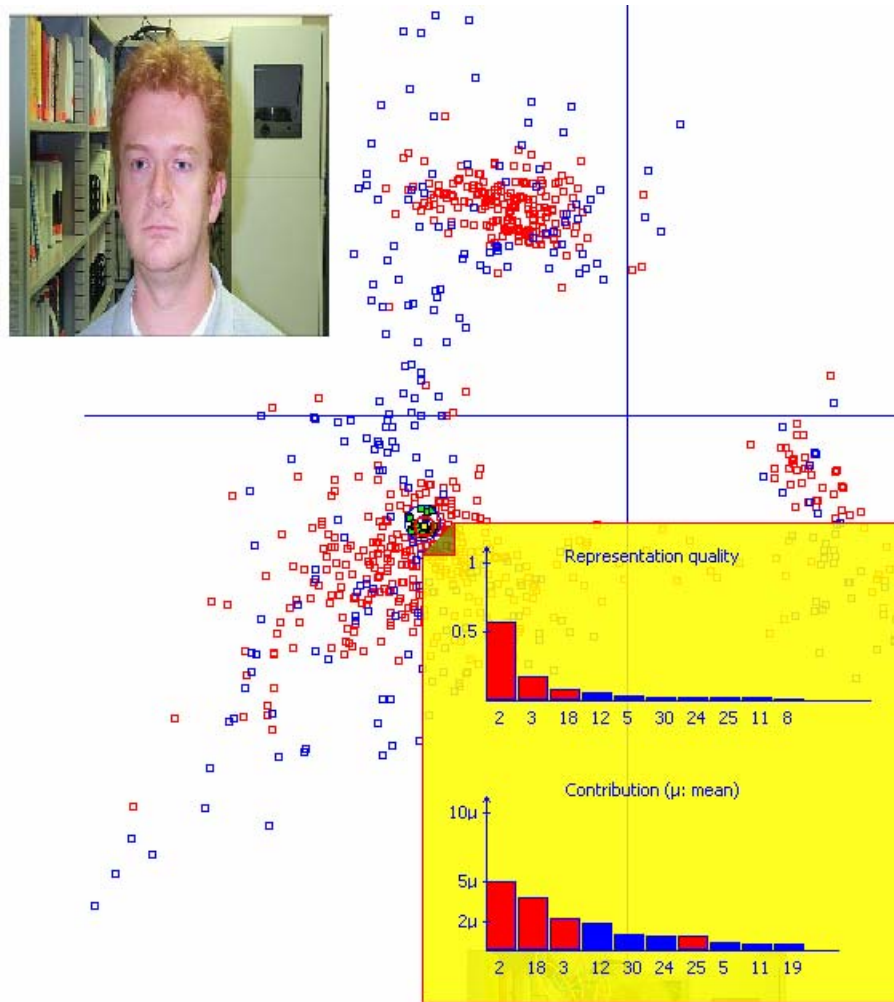 Representation quality
1
0.5
2 3 18 12 5 30 24 25 11 8
Contribution (μ: mean)
10μ
5μ
2μ
2 18 3 12 30 24 25 5 11 19